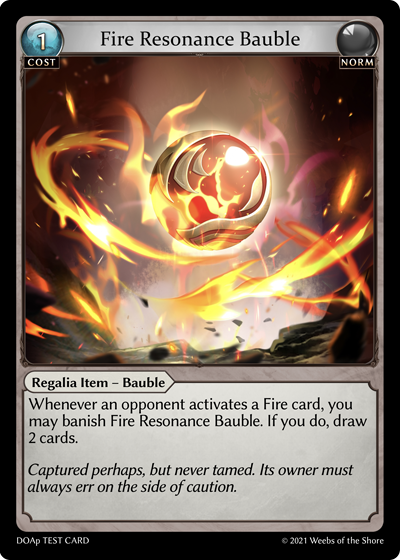 1
Fire Resonance Bauble
COST
NORM
Regalia Item – Bauble
Whenever an opponent activates a Fire card, you
may banish Fire Resonance Bauble. If you do, draw
2 cards.
Captured perhaps, but never tamed. Its owner must
always err on the side of caution.
DOAp TEST CARD
© 2021 Weebs of the Shore